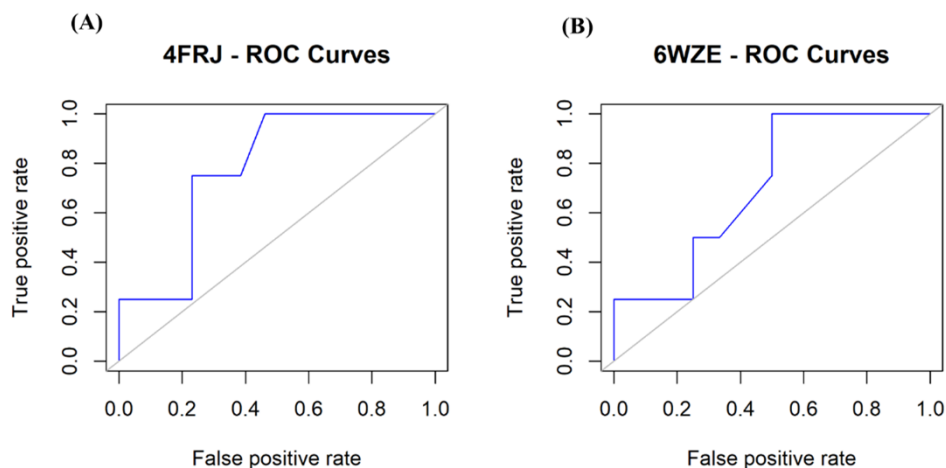 (A)
4FRJ - ROC Curves
True positive rate
1.0
0.8
0.6
0.4
0.2
0.0
0.0 0.2 0.4 0.6 0.8 1.0
False positive rate
(B)
6WZE - ROC Curves
True positive rate
1.0
0.8
0.6
0.4
0.2
0.0
0.0 0.2 0.4 0.6 0.8 1.0
False positive rate